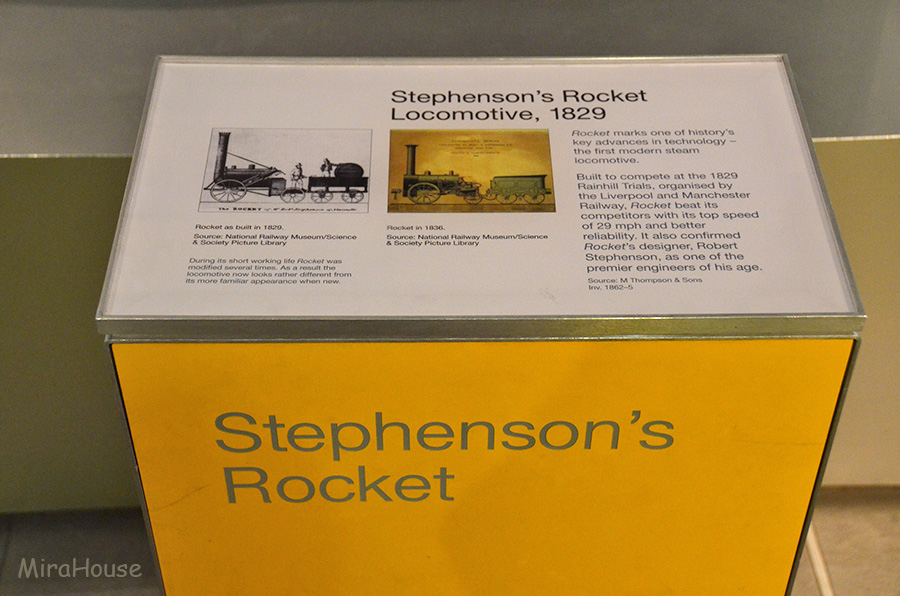 Stephenson's Rocket
Locomotive, 1829
The ROCKET of
Rocket as built in 1829.
Source: National Railway Museum/Science
& Society Picture Library
During its short working life Rocket was
modified several times. As a result the
locomotive now looks rather different from
its more familiar appearance when new.
Rocket in 1836.
Source: National Railway Museum/Science
& Society Picture Library
Rocket marks one of history's
key advances in technology –
the first modern steam
locomotive.
Built to compete at the 1829
Rainhill Trials, organised by
the Liverpool and Manchester
Railway, Rocket beat its
competitors with its top speed
of 29 mph and better
reliability. It also confirmed
Rocket's designer, Robert
Stephenson, as one of the
premier engineers of his age.
Source: M Thompson & Sons
Inv. 1862–5
Stephenson's
Rocket
MiraHouse